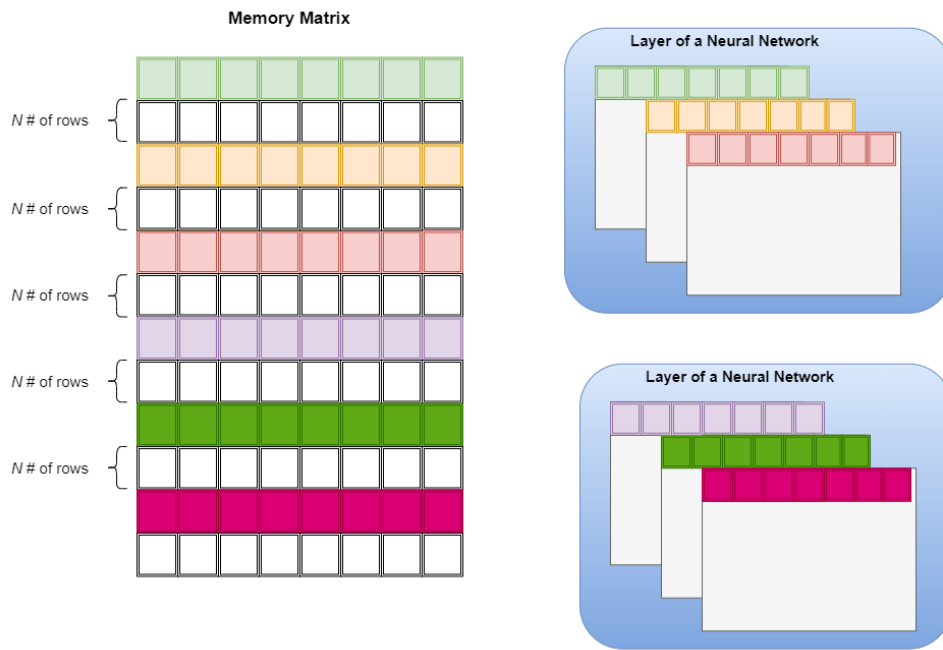 Memory Matrix
N # of rows
N # of rows
N # of rows
N # of rows
N # of rows
Layer of a Neural Network
Layer of a Neural Network